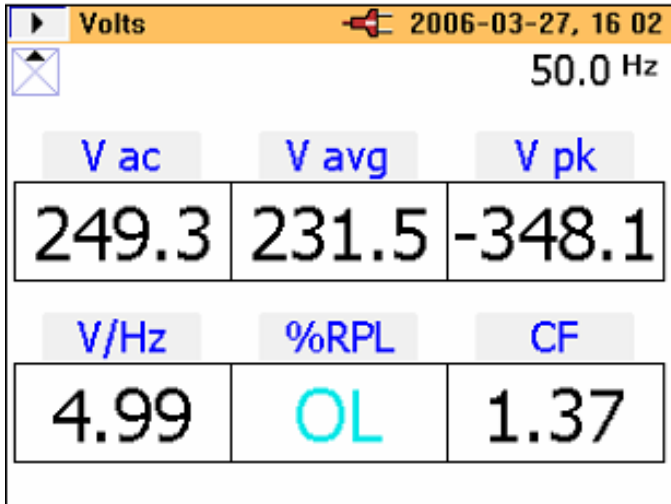 Volts 2006-03-27, 16 02
50.0 Hz
V ac V avg V pk
249.3 231.5 -348.1
V/Hz %RPL CF
4.99 OL 1.37